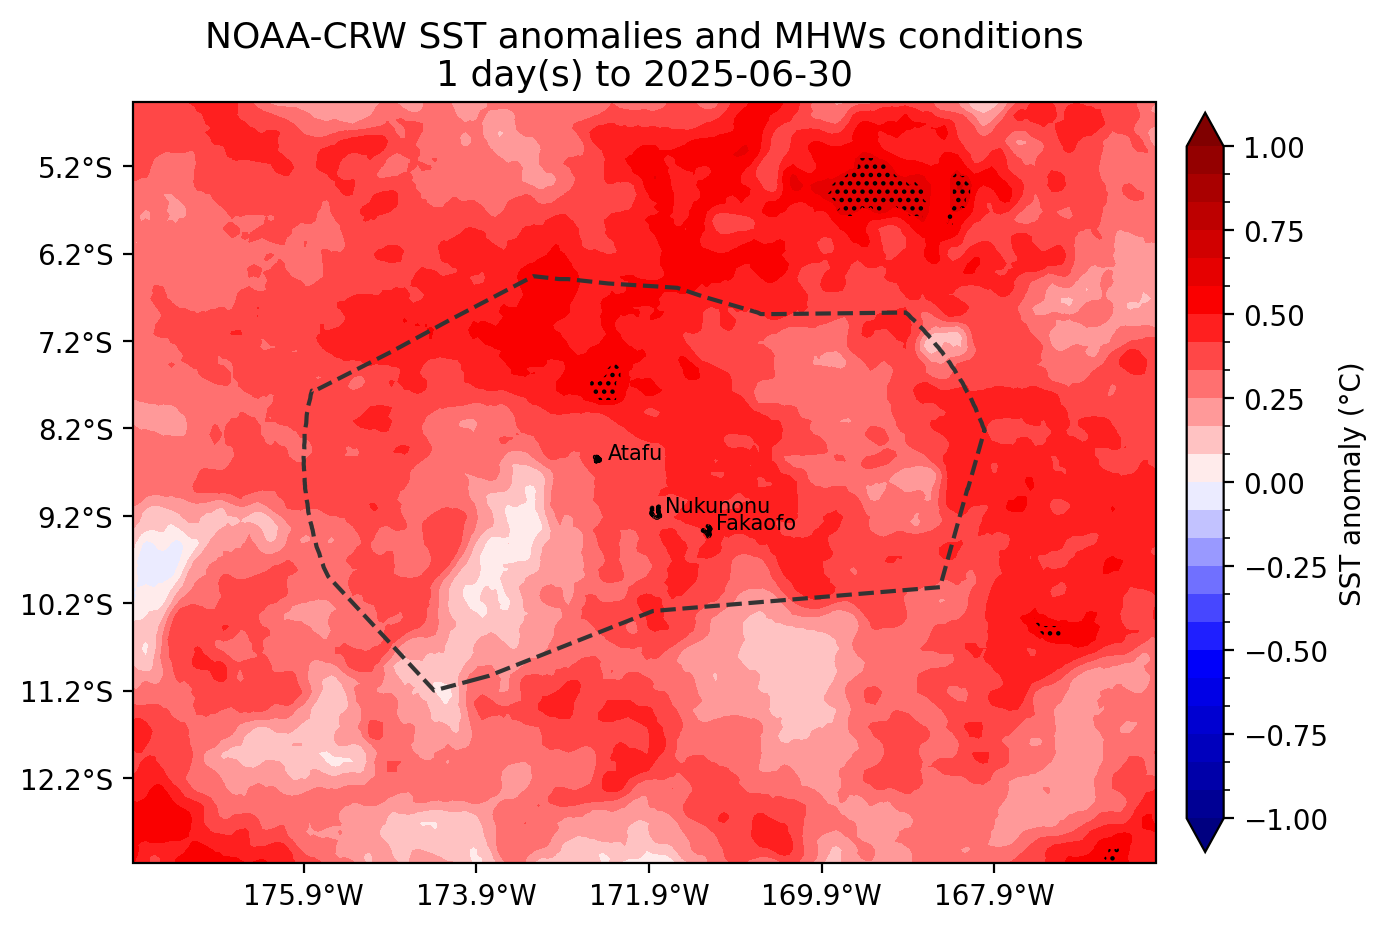 NOAA-CRW SST anomalies and MHWs conditions
1 day(s) to 2025-06-30
5.2°S
6.2°S
7.2°S
8.2°S
9.2°S
10.2°S
11.2°S
12.2°S
Atafu
Nukunonu
Fakaofo
175.9°W
173.9°W
171.9°W
169.9°W
167.9°W
1.00
0.75
0.50
0.25
0.00
−0.25
−0.50
−0.75
−1.00
SST anomaly (°C)